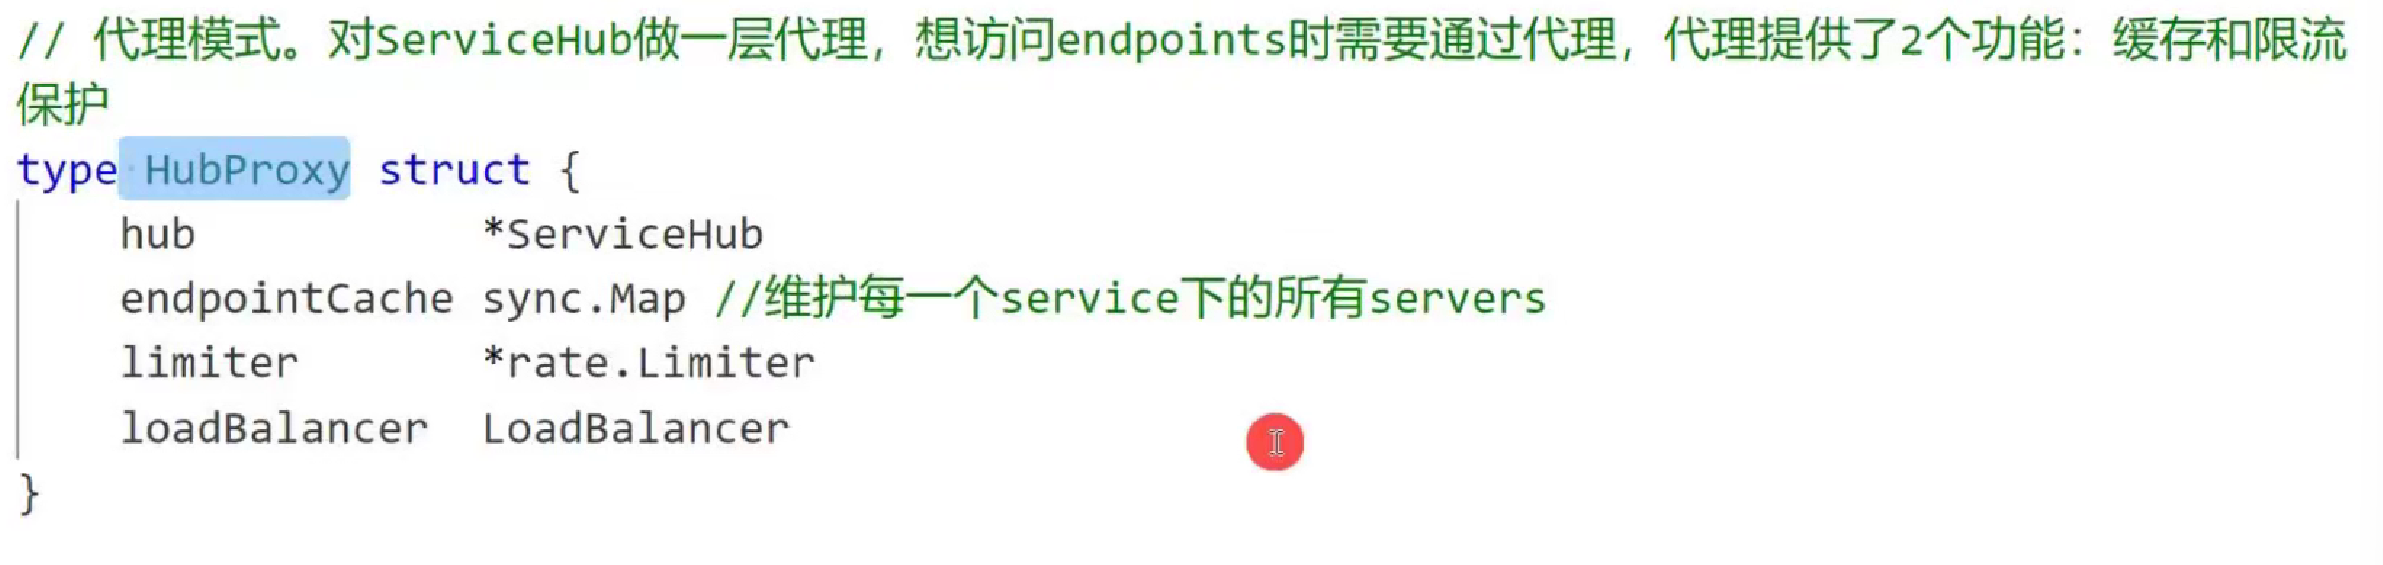 // 代理模式。对ServiceHub做一层代理，想访问endpoints时需要通过代理，代理提供了2个功能：缓存和限流
保护
type HubProxy struct {
    hub           *ServiceHub
    endpointCache sync.Map //维护每一个service下的所有servers
    limiter       *rate.Limiter
    loadBalancer  LoadBalancer
}